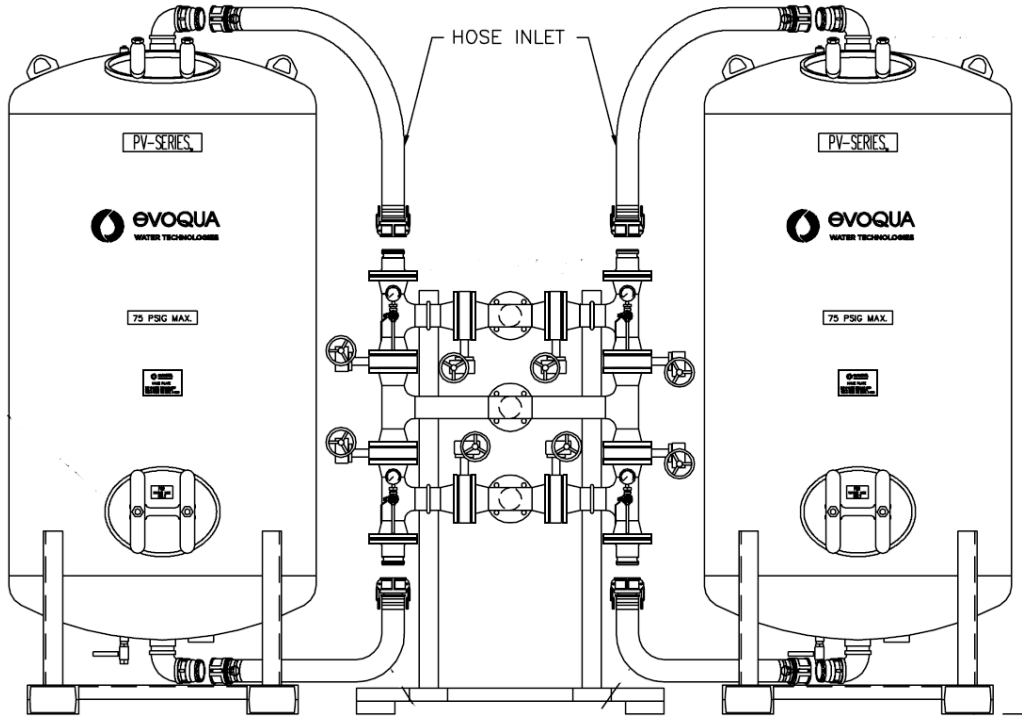 HOSE INLET
PV-SERIES
PV-SERIES
evoqua
WATER TECHNOLOGIES
evoqua
WATER TECHNOLOGIES
75 PSIG MAX.
75 PSIG MAX.